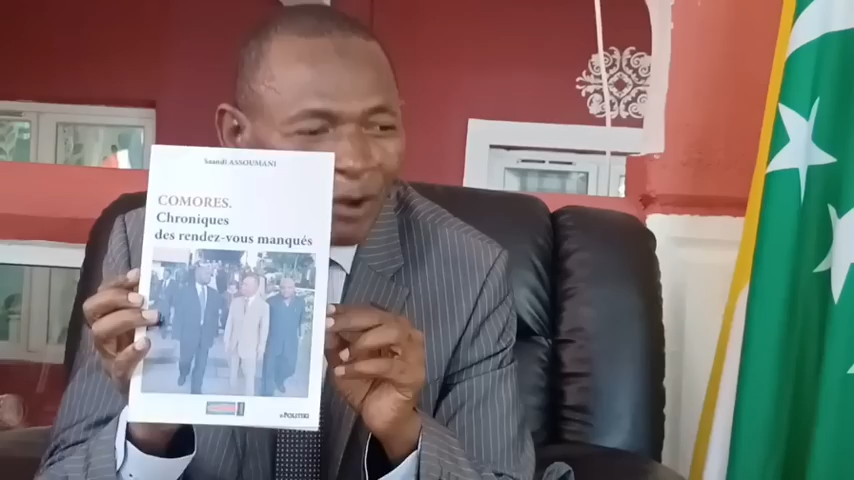 Saandi ASSOUMANI
COMORES.
Chroniques
des rendez-vous manqués
POLITIKI